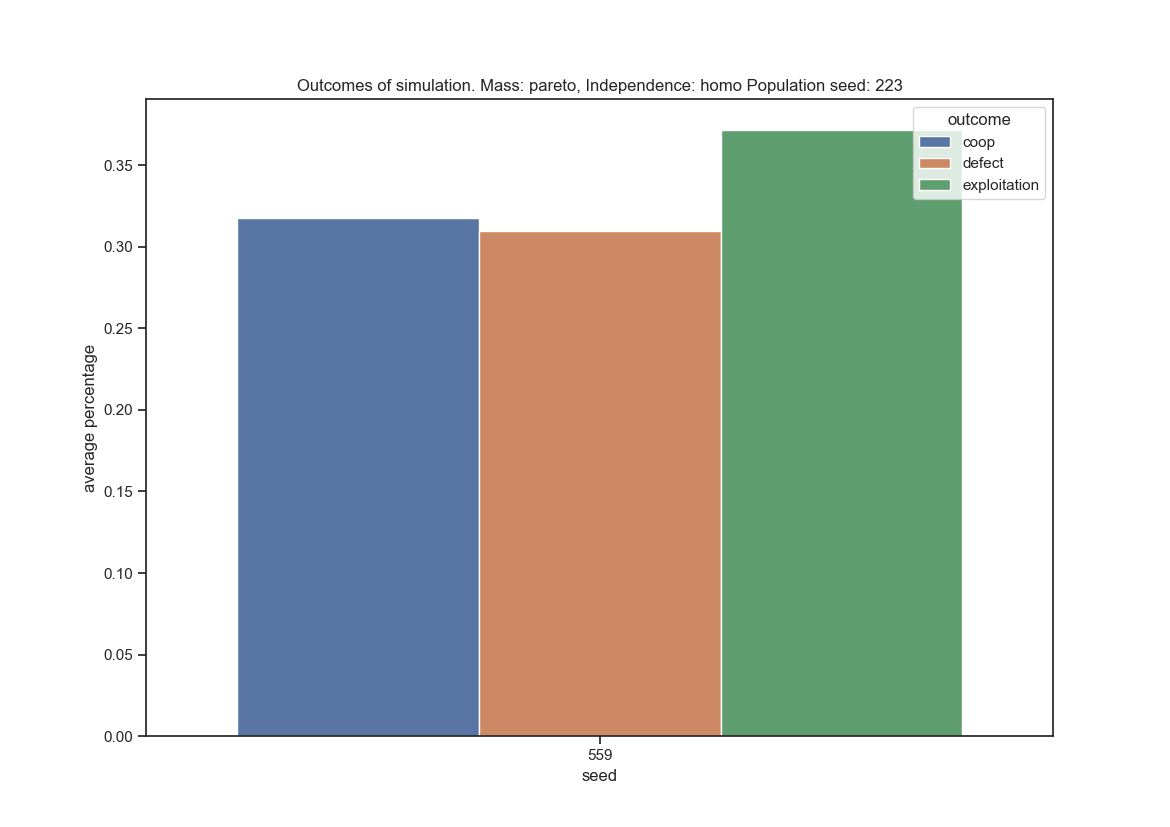 Outcomes of simulation. Mass: pareto, Independence: homo Population seed: 223
outcome
coop
defect
exploitation
average percentage
0.35
0.30
0.25
0.20
0.15
0.10
0.05
0.00
559
seed